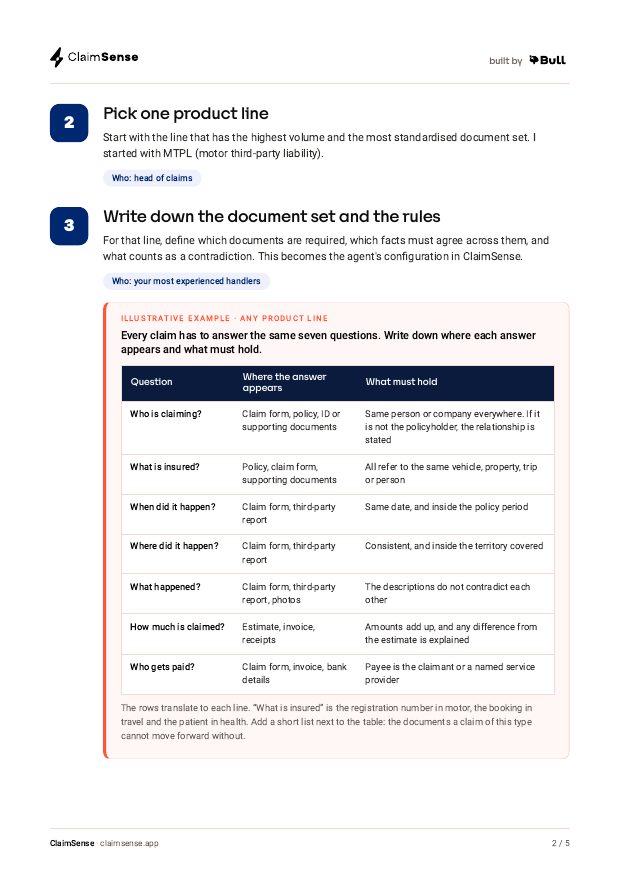 ClaimSense
built by Bull
2
Pick one product line
Start with the line that has the highest volume and the most standardised document set. I
started with MTPL (motor third-party liability).
Who: head of claims
3
Write down the document set and the rules
For that line, define which documents are required, which facts must agree across them, and
what counts as a contradiction. This becomes the agent's configuration in ClaimSense.
Who: your most experienced handlers
ILLUSTRATIVE EXAMPLE · ANY PRODUCT LINE
Every claim has to answer the same seven questions. Write down where each answer
appears and what must hold.
Question
Where the answer
appears
What must hold
Who is claiming?
Claim form, policy, ID or
supporting documents
Same person or company everywhere. If it
is not the policyholder, the relationship is
stated
What is insured?
Policy, claim form,
supporting documents
All refer to the same vehicle, property, trip
or person
When did it happen?
Claim form, third-party
report
Same date, and inside the policy period
Where did it happen?
Claim form, third-party
report
Consistent, and inside the territory covered
What happened?
Claim form, third-party
report, photos
The descriptions do not contradict each
other
How much is claimed?
Estimate, invoice,
receipts
Amounts add up, and any difference from
the estimate is explained
Who gets paid?
Claim form, invoice, bank
details
Payee is the claimant or a named service
provider
The rows translate to each line. “What is insured” is the registration number in motor, the booking in
travel and the patient in health. Add a short list next to the table: the documents a claim of this type
cannot move forward without.
ClaimSense · claimsense.app
2 / 5